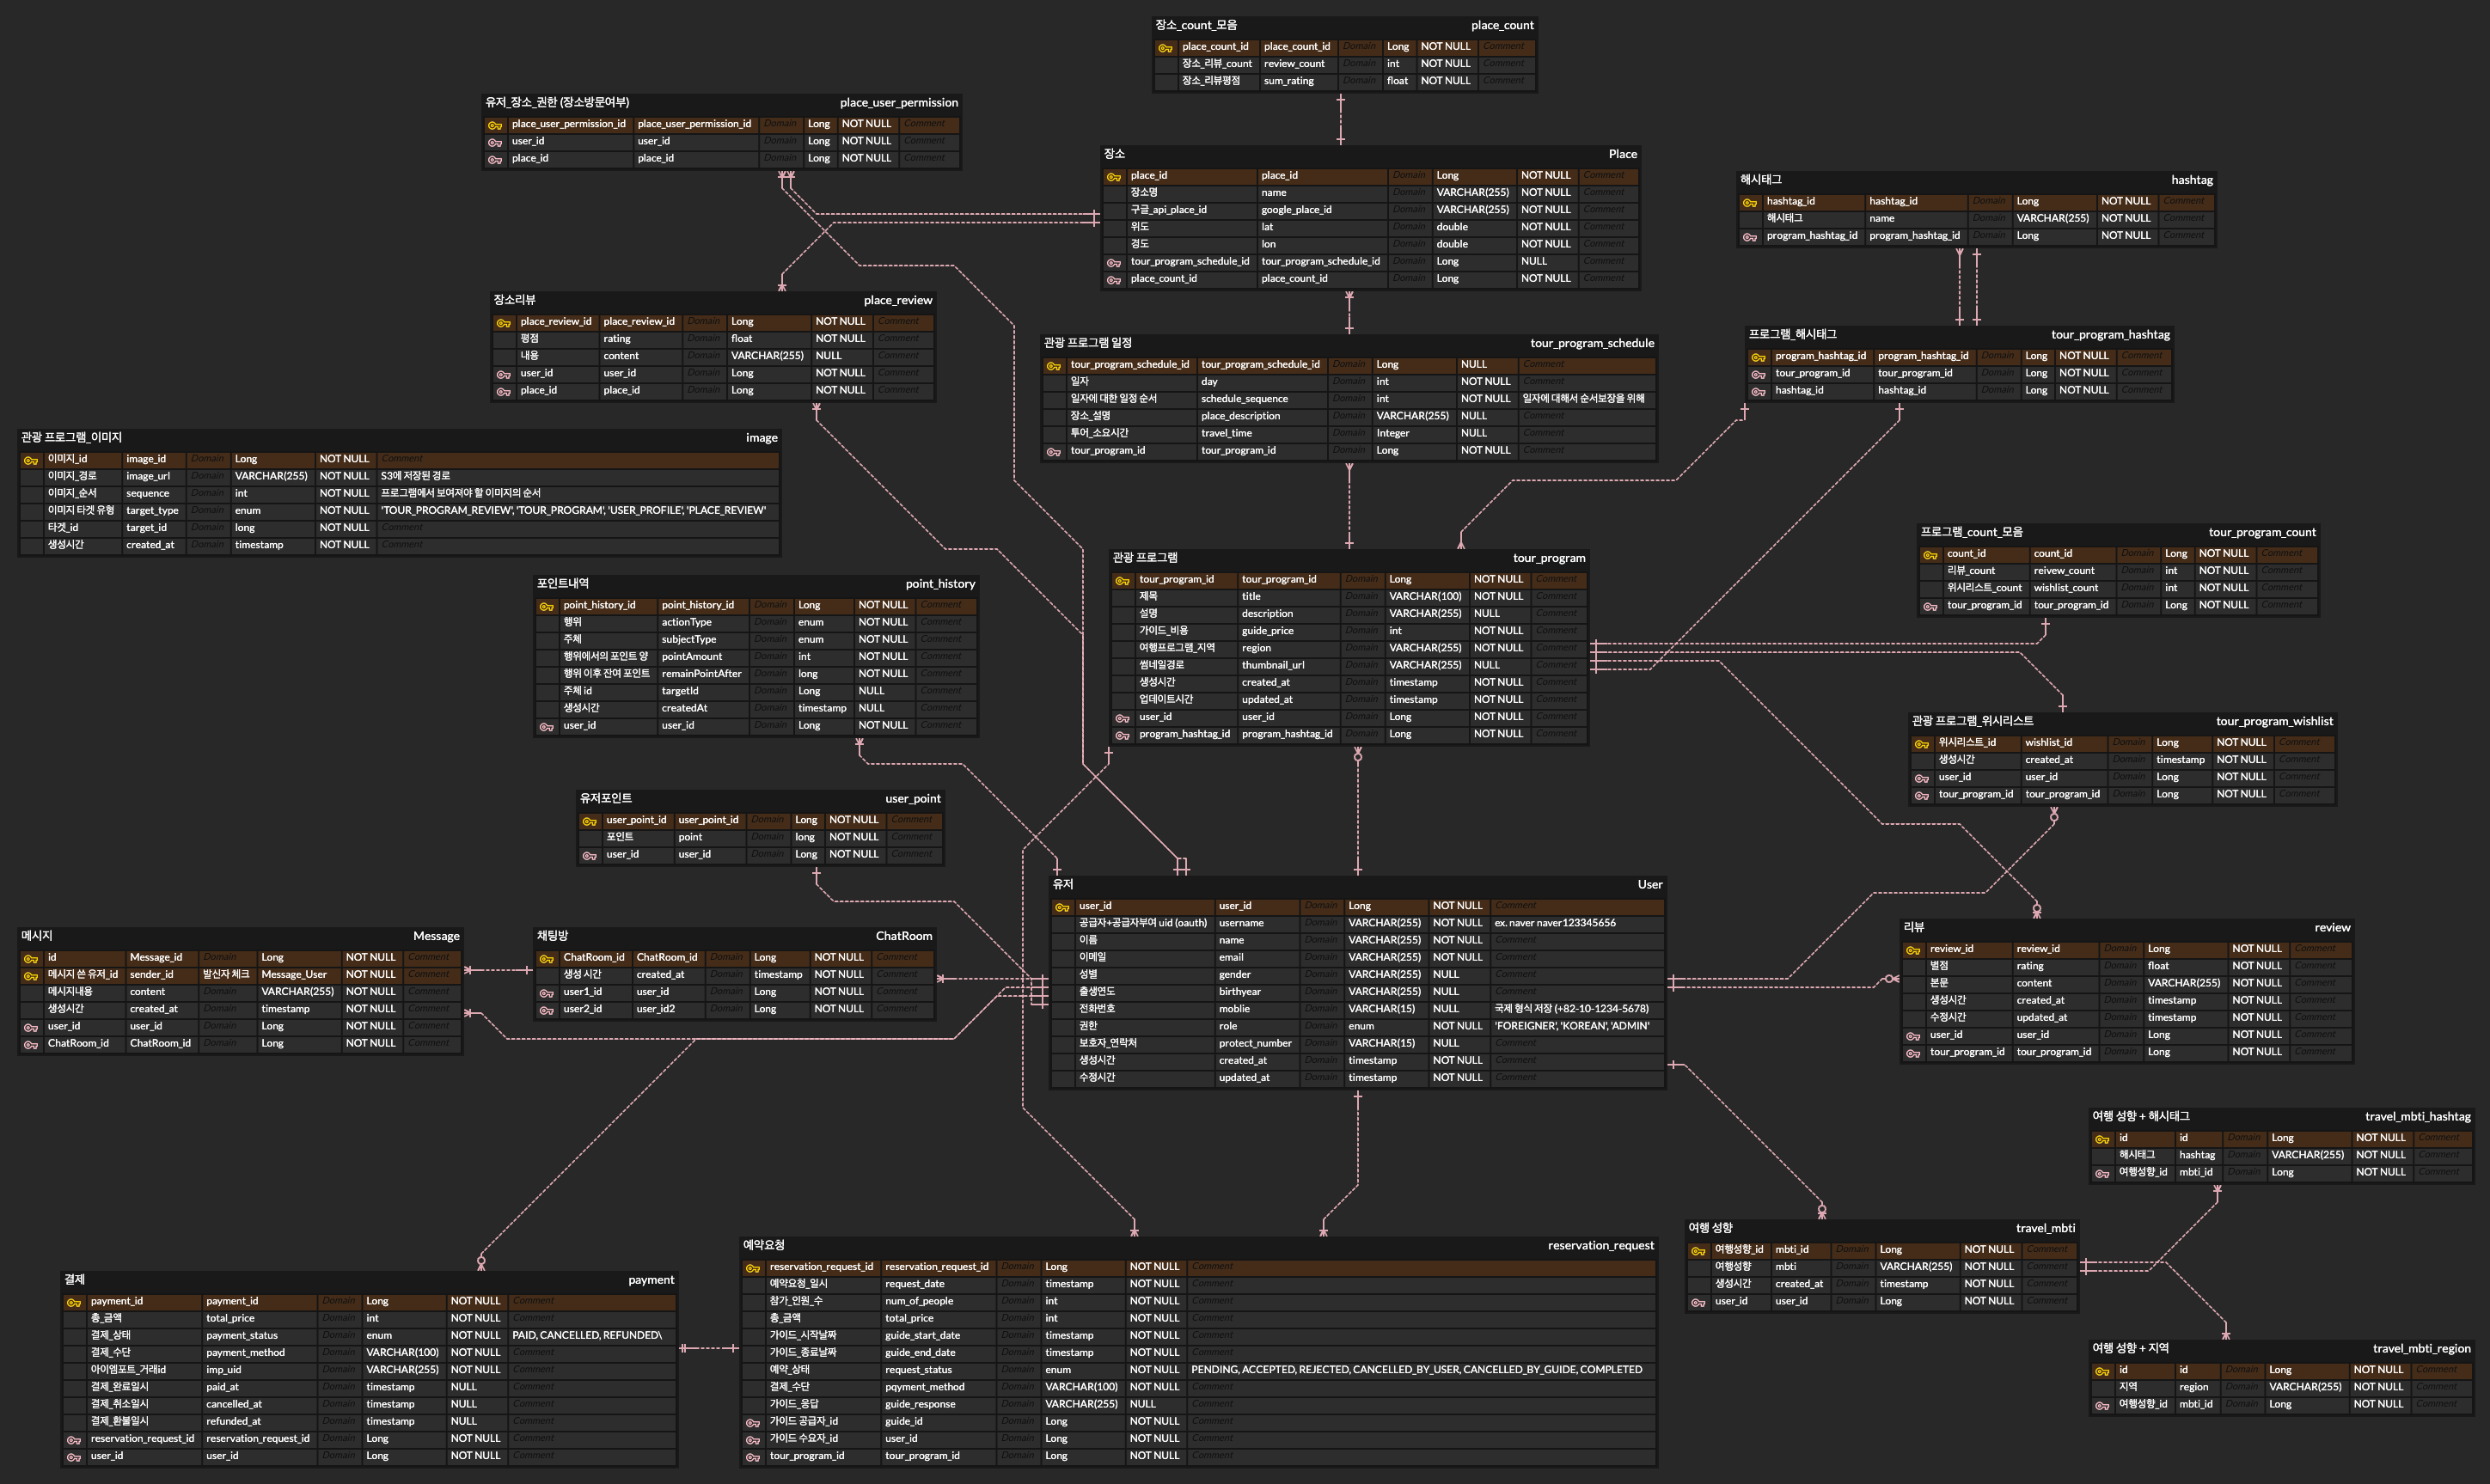 장소_count_모음 place_count
place_count_id place_count_id Domain Long NOT NULL Comment
장소_리뷰_count review_count Domain int NOT NULL Comment
장소_리뷰평점 sum_rating Domain float NOT NULL Comment
유저_장소_권한 (장소방문여부) place_user_permission
place_user_permission_id place_user_permission_id Domain Long NOT NULL Comment
user_id user_id Domain Long NOT NULL Comment
place_id place_id Domain Long NOT NULL Comment
장소 Place
place_id place_id Domain Long NOT NULL Comment
장소명 name Domain VARCHAR(255) NOT NULL Comment
구글_api_place_id google_place_id Domain VARCHAR(255) NOT NULL Comment
위도 lat Domain double NOT NULL Comment
경도 lon Domain double NOT NULL Comment
tour_program_schedule_id tour_program_schedule_id Domain Long NULL Comment
place_count_id place_count_id Domain Long NOT NULL Comment
해시태그 hashtag
hashtag_id hashtag_id Domain Long NOT NULL Comment
해시태그 name Domain VARCHAR(255) NOT NULL Comment
program_hashtag_id program_hashtag_id Domain Long NOT NULL Comment
장소리뷰 place_review
place_review_id place_review_id Domain Long NOT NULL Comment
평점 rating Domain float NOT NULL Comment
내용 content Domain VARCHAR(255) NULL Comment
user_id user_id Domain Long NOT NULL Comment
place_id place_id Domain Long NOT NULL Comment
관광 프로그램 일정 tour_program_schedule
tour_program_schedule_id tour_program_schedule_id Domain Long NULL Comment
일자 day Domain int NOT NULL Comment
일자에 대한 일정 순서 schedule_sequence Domain int NOT NULL 일자에 대해서 순서보장을 위해
장소_설명 place_description Domain VARCHAR(255) NULL Comment
투어_소요시간 travel_time Domain Integer NULL Comment
tour_program_id tour_program_id Domain Long NOT NULL Comment
프로그램_해시태그 tour_program_hashtag
program_hashtag_id program_hashtag_id Domain Long NOT NULL Comment
tour_program_id tour_program_id Domain Long NOT NULL Comment
hashtag_id hashtag_id Domain Long NOT NULL Comment
관광 프로그램_이미지 image
이미지_id image_id Domain Long NOT NULL Comment
이미지_경로 image_url Domain VARCHAR(255) NOT NULL S3에 저장된 경로
이미지_순서 sequence Domain int NOT NULL 프로그램에서 보여져야 할 이미지의 순서
이미지 타겟 유형 target_type Domain enum NOT NULL 'TOUR_PROGRAM_REVIEW', 'TOUR_PROGRAM', 'USER_PROFILE', 'PLACE_REVIEW'
타겟_id target_id Domain long NOT NULL Comment
생성시간 created_at Domain timestamp NOT NULL Comment
관광 프로그램 tour_program
tour_program_id tour_program_id Domain Long NOT NULL Comment
제목 title Domain VARCHAR(100) NOT NULL Comment
설명 description Domain VARCHAR(255) NULL Comment
가이드_비용 guide_price Domain int NOT NULL Comment
여행프로그램_지역 region Domain VARCHAR(255) NOT NULL Comment
썸네일경로 thumbnail_url Domain VARCHAR(255) NULL Comment
생성시간 created_at Domain timestamp NOT NULL Comment
업데이트시간 updated_at Domain timestamp NOT NULL Comment
user_id user_id Domain Long NOT NULL Comment
program_hashtag_id program_hashtag_id Domain Long NOT NULL Comment
프로그램_count_모음 tour_program_count
count_id count_id Domain Long NOT NULL Comment
리뷰_count reivew_count Domain int NOT NULL Comment
위시리스트_count wishlist_count Domain int NOT NULL Comment
tour_program_id tour_program_id Domain Long NOT NULL Comment
포인트내역 point_history
point_history_id point_history_id Domain Long NOT NULL Comment
행위 actionType Domain enum NOT NULL Comment
주체 subjectType Domain enum NOT NULL Comment
행위에서의 포인트 양 pointAmount Domain int NOT NULL Comment
행위 이후 잔여 포인트 remainPointAfter Domain long NOT NULL Comment
주체 id targetId Domain Long NULL Comment
생성시간 createdAt Domain timestamp NULL Comment
user_id user_id Domain Long NOT NULL Comment
관광 프로그램_위시리스트 tour_program_wishlist
위시리스트_id wishlist_id Domain Long NOT NULL Comment
생성시간 created_at Domain timestamp NOT NULL Comment
user_id user_id Domain Long NOT NULL Comment
tour_program_id tour_program_id Domain Long NOT NULL Comment
유저포인트 user_point
user_point_id user_point_id Domain Long NOT NULL Comment
포인트 point Domain long NOT NULL Comment
user_id user_id Domain Long NOT NULL Comment
유저 User
user_id user_id Domain Long NOT NULL Comment
공급자+공급자부여 uid (oauth) username Domain VARCHAR(255) NOT NULL ex. naver naver123345656
이름 name Domain VARCHAR(255) NOT NULL Comment
이메일 email Domain VARCHAR(255) NOT NULL Comment
성별 gender Domain VARCHAR(255) NULL Comment
출생연도 birthyear Domain VARCHAR(255) NULL Comment
전화번호 moblie Domain VARCHAR(15) NULL 국제 형식 저장 (+82-10-1234-5678)
권한 role Domain enum NOT NULL 'FOREIGNER', 'KOREAN', 'ADMIN'
보호자_연락처 protect_number Domain VARCHAR(15) NULL Comment
생성시간 created_at Domain timestamp NOT NULL Comment
수정시간 updated_at Domain timestamp NOT NULL Comment
메시지 Message
id Message_id Domain Long NOT NULL Comment
메시지 쓴 유저_id sender_id 발신자 체크 Message_User NOT NULL Comment
메시지내용 content Domain VARCHAR(255) NOT NULL Comment
생성시간 created_at Domain timestamp NOT NULL Comment
user_id user_id Domain Long NOT NULL Comment
ChatRoom_id ChatRoom_id Domain Long NOT NULL Comment
채팅방 ChatRoom
ChatRoom_id ChatRoom_id Domain Long NOT NULL Comment
생성 시간 created_at Domain timestamp NOT NULL Comment
user1_id user_id Domain Long NOT NULL Comment
user2_id user_id2 Domain Long NOT NULL Comment
리뷰 review
review_id review_id Domain Long NOT NULL Comment
별점 rating Domain float NOT NULL Comment
본문 content Domain VARCHAR(255) NOT NULL Comment
생성시간 created_at Domain timestamp NOT NULL Comment
수정시간 updated_at Domain timestamp NOT NULL Comment
user_id user_id Domain Long NOT NULL Comment
tour_program_id tour_program_id Domain Long NOT NULL Comment
여행 성향 + 해시태그 travel_mbti_hashtag
id id Domain Long NOT NULL Comment
해시태그 hashtag Domain VARCHAR(255) NOT NULL Comment
여행성향_id mbti_id Domain Long NOT NULL Comment
여행 성향 travel_mbti
여행성향_id mbti_id Domain Long NOT NULL Comment
여행성향 mbti Domain VARCHAR(255) NOT NULL Comment
생성시간 created_at Domain timestamp NOT NULL Comment
user_id user_id Domain Long NOT NULL Comment
예약요청 reservation_request
reservation_request_id reservation_request_id Domain Long NOT NULL Comment
예약요청_일시 request_date Domain timestamp NOT NULL Comment
참가_인원_수 num_of_people Domain int NOT NULL Comment
총_금액 total_price Domain int NOT NULL Comment
가이드_시작날짜 guide_start_date Domain timestamp NOT NULL Comment
가이드_종료날짜 guide_end_date Domain timestamp NOT NULL Comment
예약_상태 request_status Domain enum NOT NULL PENDING, ACCEPTED, REJECTED, CANCELLED_BY_USER, CANCELLED_BY_GUIDE, COMPLETED
결제_수단 pqyment_method Domain VARCHAR(100) NOT NULL Comment
가이드_응답 guide_response Domain VARCHAR(255) NULL Comment
가이드 공급자_id guide_id Domain Long NOT NULL Comment
가이드 수요자_id user_id Domain Long NOT NULL Comment
tour_program_id tour_program_id Domain Long NOT NULL Comment
결제 payment
payment_id payment_id Domain Long NOT NULL Comment
총_금액 total_price Domain int NOT NULL Comment
결제_상태 payment_status Domain enum NOT NULL PAID, CANCELLED, REFUNDED\
결제_수단 payment_method Domain VARCHAR(100) NOT NULL Comment
아이엠포트_거래id imp_uid Domain VARCHAR(255) NOT NULL Comment
결제_완료일시 paid_at Domain timestamp NULL Comment
결제_취소일시 cancelled_at Domain timestamp NULL Comment
결제_환불일시 refunded_at Domain timestamp NULL Comment
reservation_request_id reservation_request_id Domain Long NOT NULL Comment
user_id user_id Domain Long NOT NULL Comment
여행 성향 + 지역 travel_mbti_region
id id Domain Long NOT NULL Comment
지역 region Domain VARCHAR(255) NOT NULL Comment
여행성향_id mbti_id Domain Long NOT NULL Comment